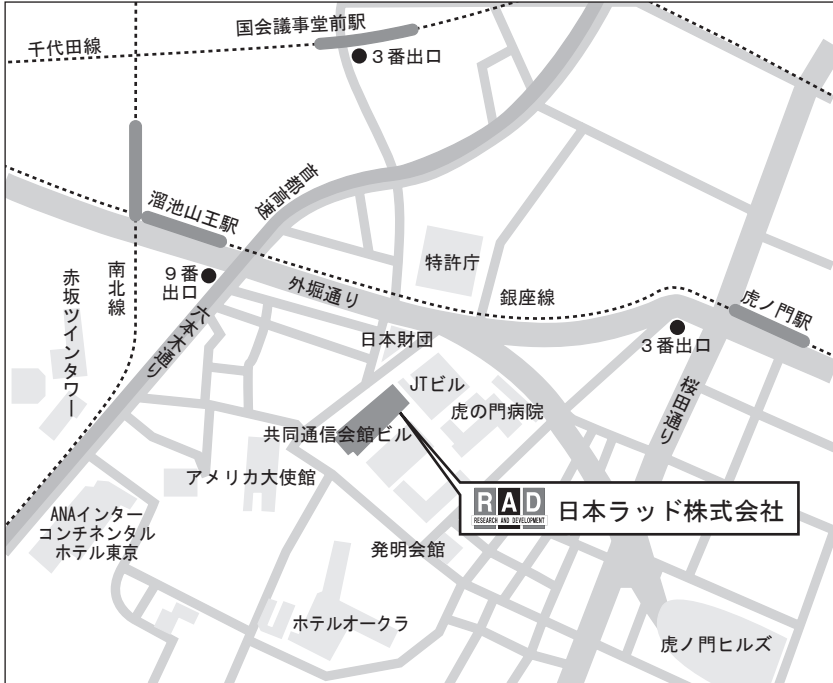 国会議事堂前駅
千代田線
3番出口
首都高速
溜池山王駅
特許庁
9番
出口
外堀通り
銀座線
虎ノ門駅
南北線
赤坂ツインタワー
六本木通り
日本財団
3番出口
JTビル
虎の門病院
桜田通り
共同通信会館ビル
アメリカ大使館
RAD
RESEARCH AND DEVELOPMENT
日本ラッド株式会社
ANAインター
コンチネンタル
ホテル東京
発明会館
ホテルオークラ
虎ノ門ヒルズ